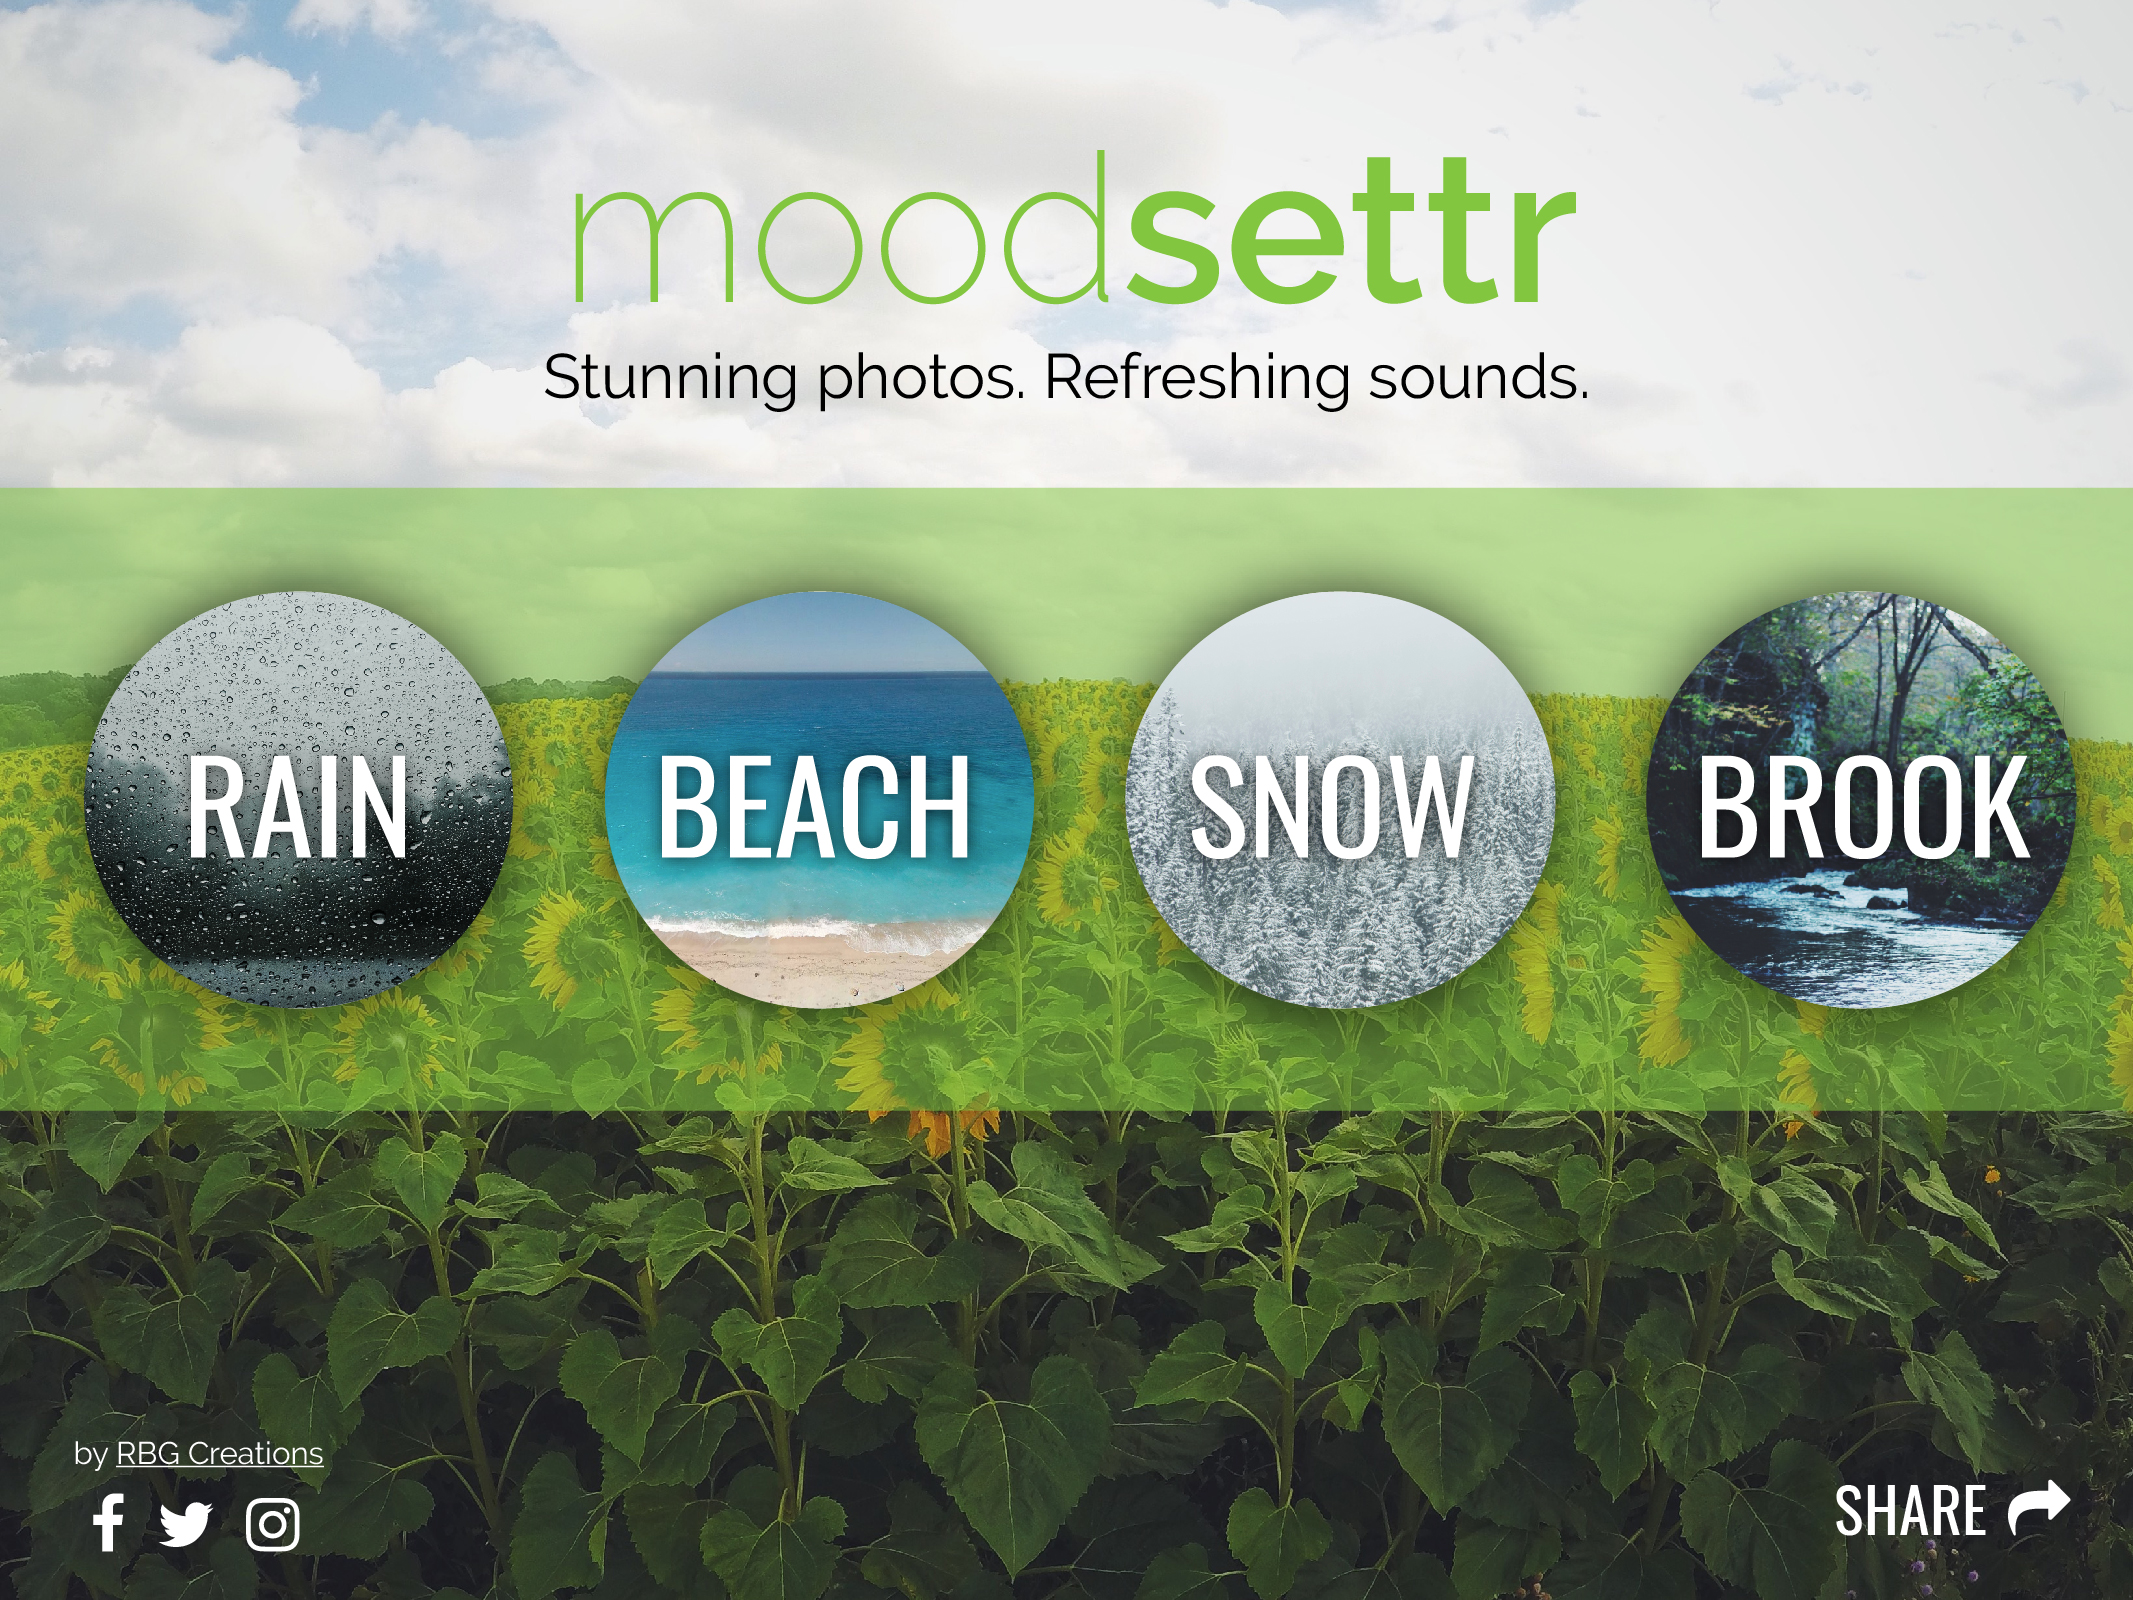 moodsettr
Stunning photos. Refreshing sounds.
RAIN
BEACH
SNOW
BROOK
by RBG Creations
SHARE